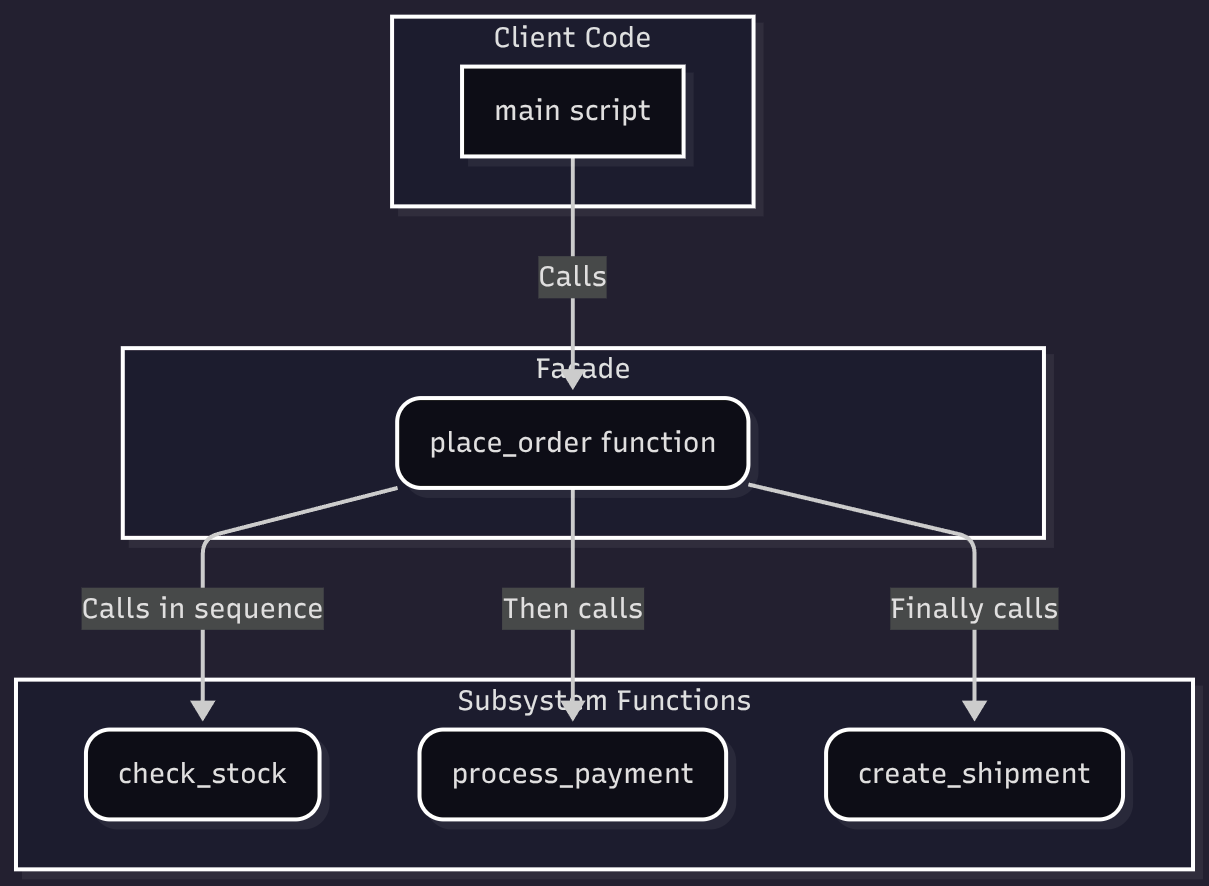 Client Code
main script
Calls
Facade
place_order function
Calls in sequence
Then calls
Finally calls
Subsystem Functions
check_stock
process_payment
create_shipment